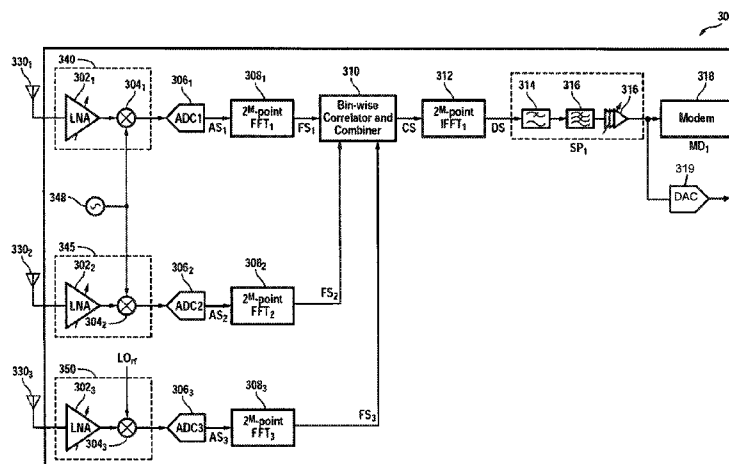 30
330₁
340
302₁
304₁
LNA
306₁
ADC1
AS₁
308₁
2ᴹ-point
FFT₁
FS₁
310
Bin-wise
Correlator and
Combiner
CS
312
2ᴹ-point
IFFT₁
DS
314
316
316
SP₁
318
Modem
MD₁
319
DAC
348
330₂
345
302₂
LNA
304₂
306₂
ADC2
AS₂
308₂
2ᴹ-point
FFT₂
FS₂
330₃
350
302₃
LOrf
LNA
304₃
306₃
ADC3
AS₃
308₃
2ᴹ-point
FFT₃
FS₃